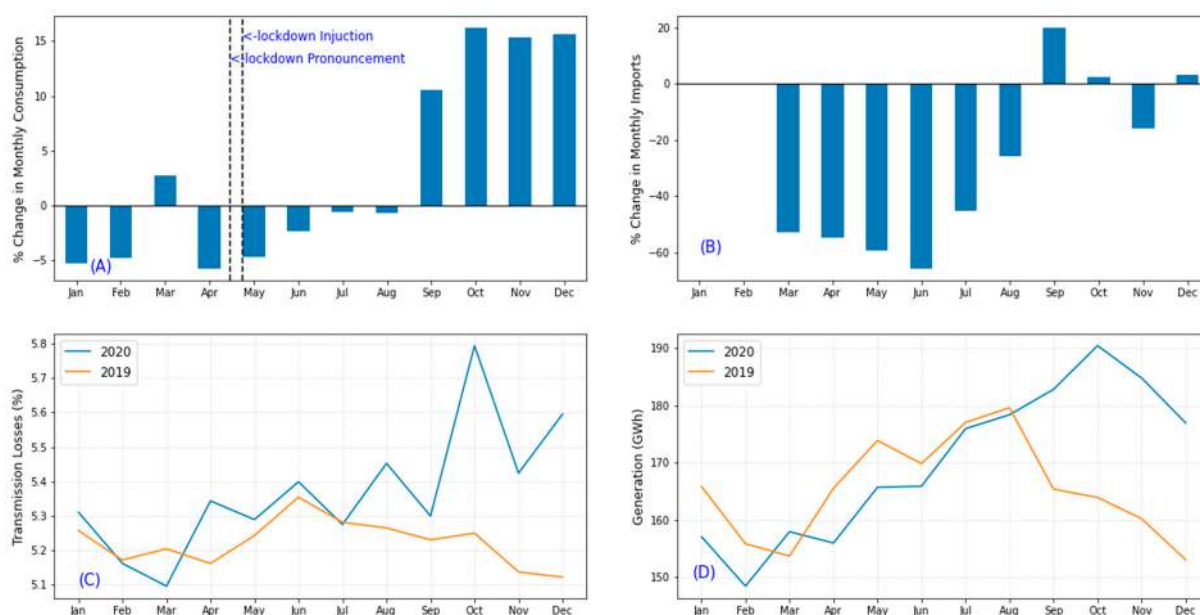 % Change in Monthly Consumption
15
10
5
0
−5
<-lockdown Injuction
<-lockdown Pronouncement
(A)
Jan Feb Mar Apr May Jun Jul Aug Sep Oct Nov Dec
% Change in Monthly Imports
20
0
−20
−40
−60
(B)
Jan Feb Mar Apr May Jun Jul Aug Sep Oct Nov Dec
Transmission Losses (%)
5.8
5.7
5.6
5.5
5.4
5.3
5.2
5.1
2020
2019
(C)
Jan Feb Mar Apr May Jun Jul Aug Sep Oct Nov Dec
Generation (GWh)
190
180
170
160
150
2020
2019
(D)
Jan Feb Mar Apr May Jun Jul Aug Sep Oct Nov Dec